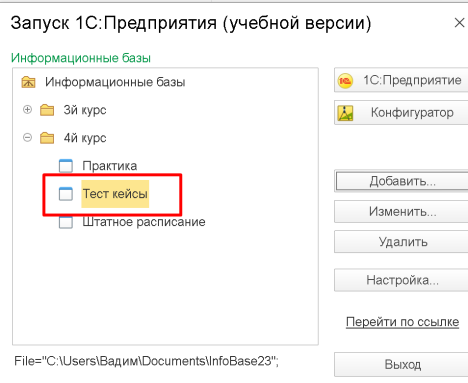 Запуск 1С:Предприятия (учебной версии)
Информационные базы
Информационные базы
3й курс
4й курс
Практика
Тест кейсы
Штатное расписание
1С:Предприятие
Конфигуратор
Добавить...
Изменить...
Удалить
Настройка...
Перейти по ссылке
File="C:\Users\Вадим\Documents\InfoBase23";
Выход